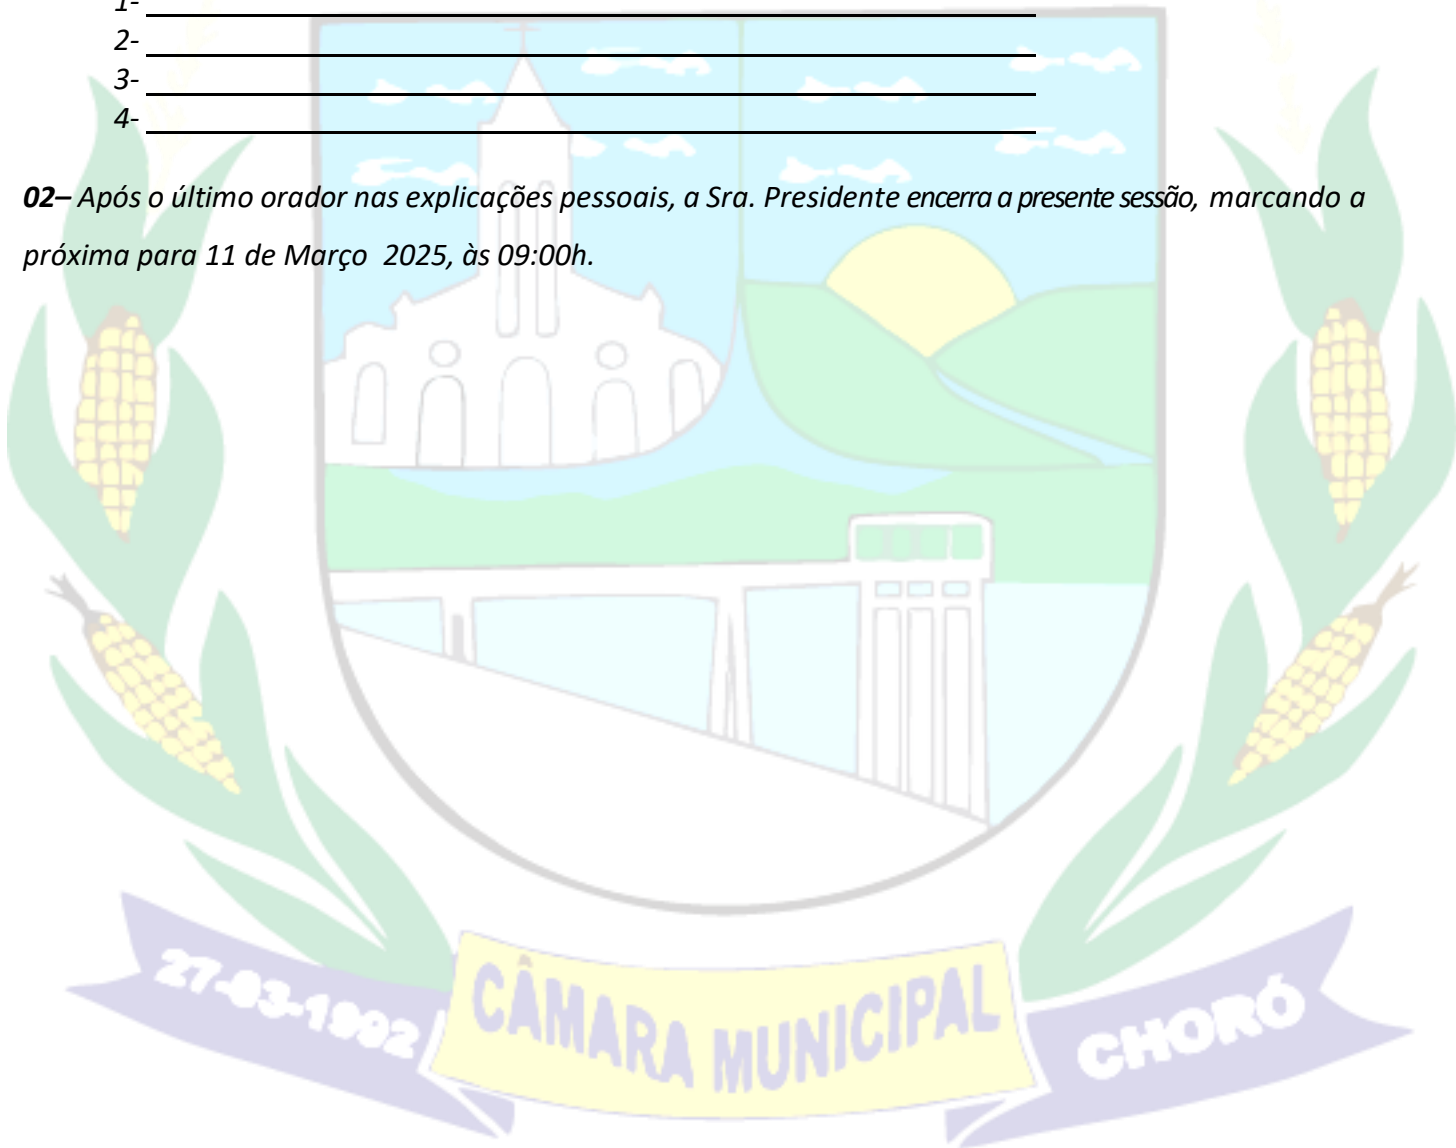 1-
2-
3-
4-
02– Após o último orador nas explicações pessoais, a Sra. Presidente encerra a presente sessão, marcando a
próxima para 11 de Março 2025, às 09:00h.
27-03-1992
CÂMARA MUNICIPAL
CHORÓ